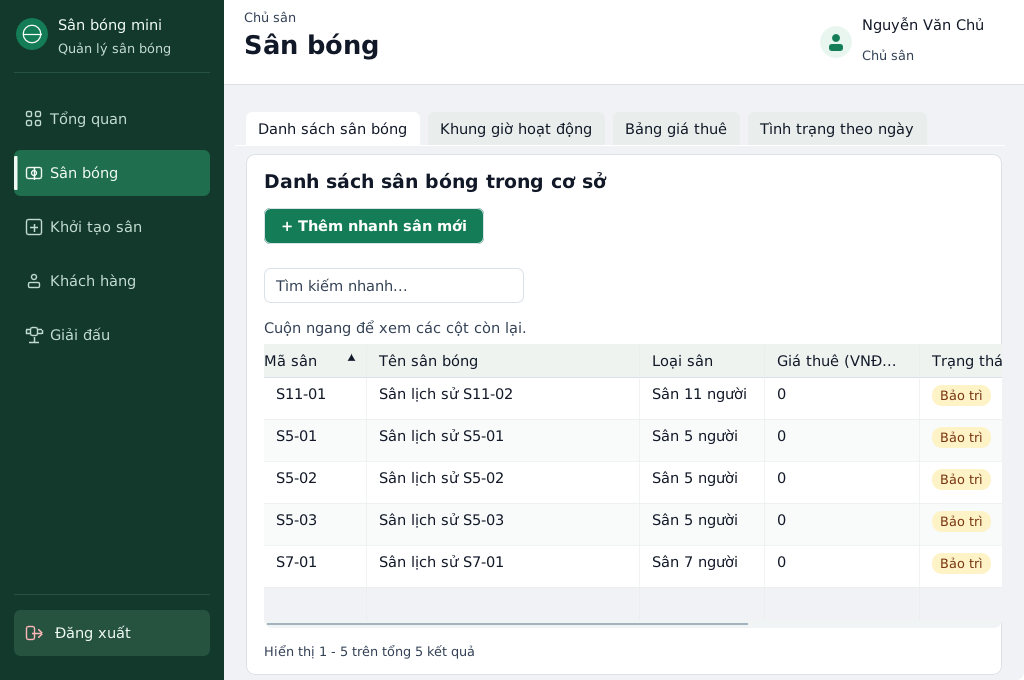 Sân bóng mini
Quản lý sân bóng
Tổng quan
Sân bóng
Khởi tạo sân
Khách hàng
Giải đấu
Đăng xuất
Chủ sân
Sân bóng
Nguyễn Văn Chủ
Chủ sân
Danh sách sân bóng Khung giờ hoạt động Bảng giá thuê Tình trạng theo ngày
Danh sách sân bóng trong cơ sở
+ Thêm nhanh sân mới
Tìm kiếm nhanh...
Cuộn ngang để xem các cột còn lại.
Mã sân ▲ Tên sân bóng Loại sân Giá thuê (VNĐ... Trạng thá
S11-01 Sân lịch sử S11-02 Sân 11 người 0 Bảo trì
S5-01 Sân lịch sử S5-01 Sân 5 người 0 Bảo trì
S5-02 Sân lịch sử S5-02 Sân 5 người 0 Bảo trì
S5-03 Sân lịch sử S5-03 Sân 5 người 0 Bảo trì
S7-01 Sân lịch sử S7-01 Sân 7 người 0 Bảo trì
Hiển thị 1 - 5 trên tổng 5 kết quả